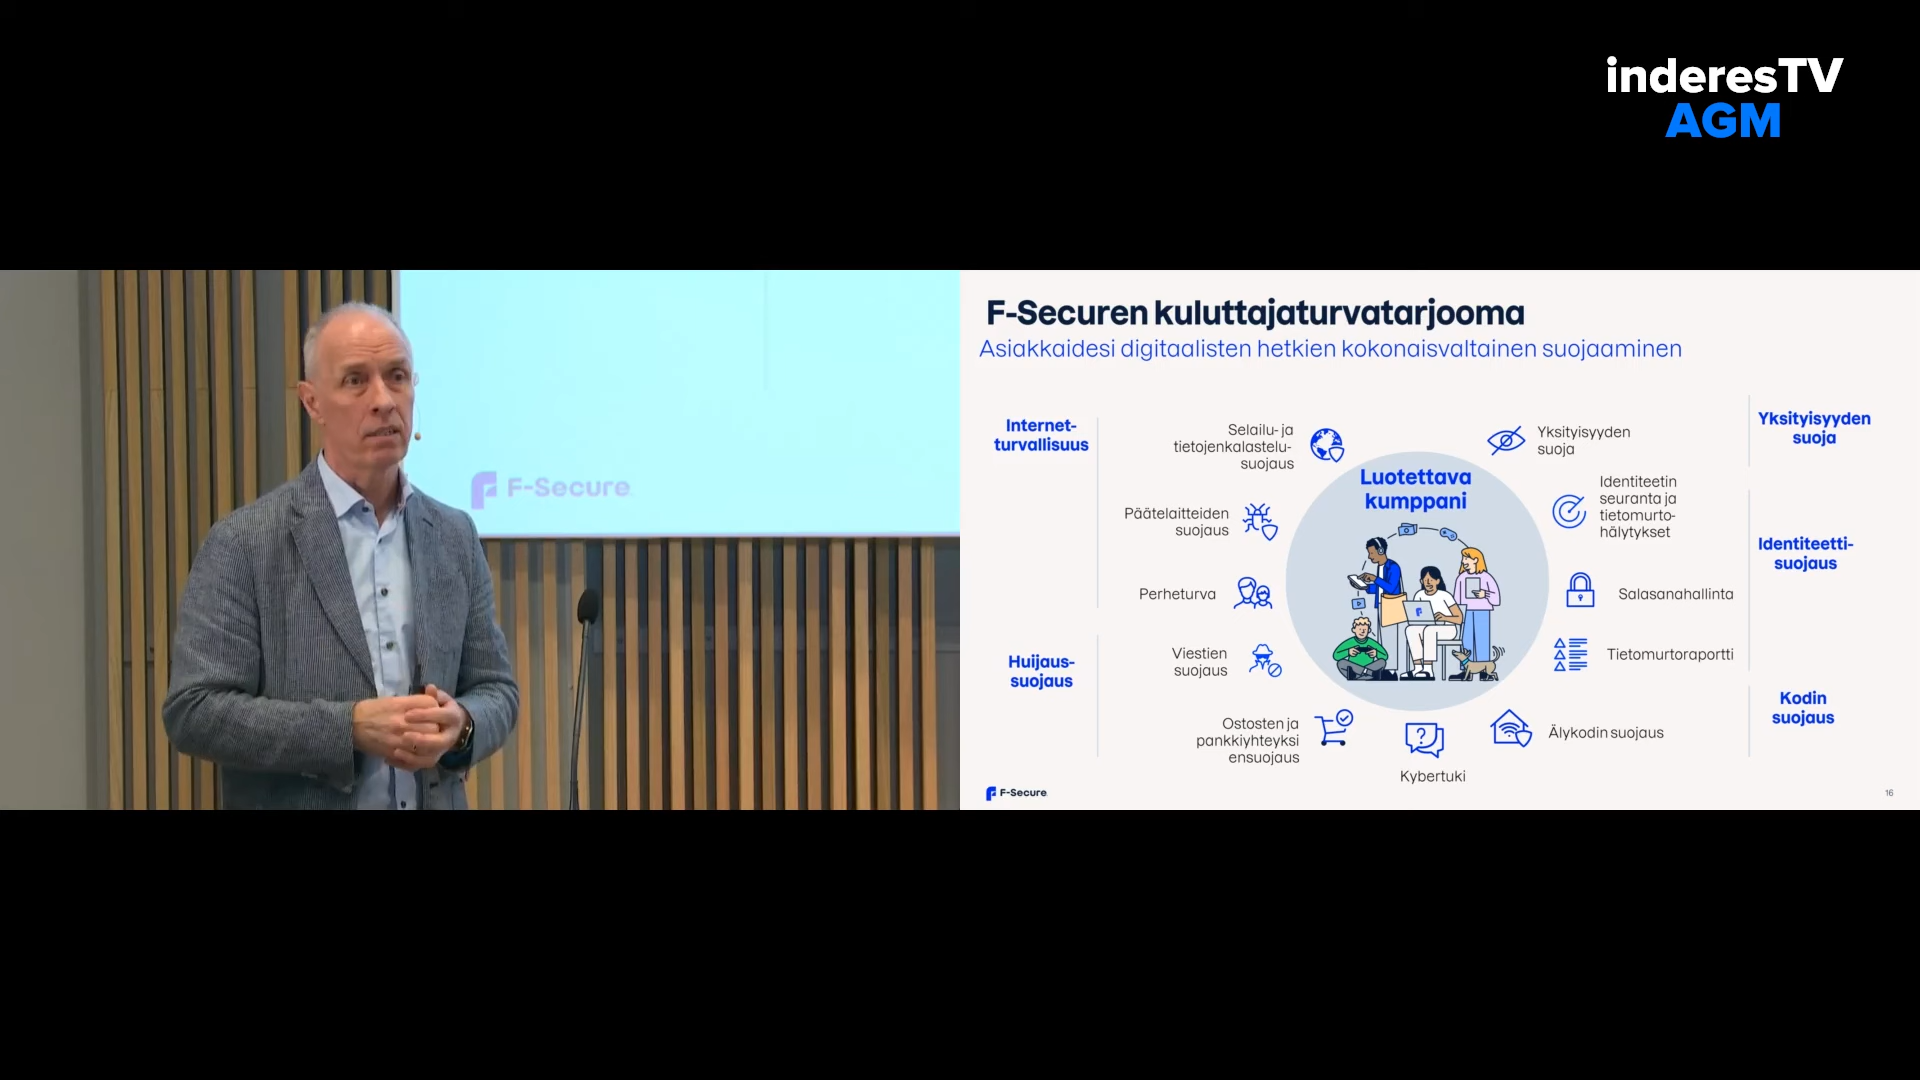 inderesTV
AGM
F-Secure
F-Securen kuluttajaturvatarjooma
Asiakkaidesi digitaalisten hetkien kokonaisvaltainen suojaaminen
Internet-
turvallisuus
Selailu- ja
tietojenkalastelu-
suojaus
Päätelaitteiden
suojaus
Perheturva
Huijaus-
suojaus
Viestien
suojaus
Ostosten ja
pankkiyhteyksi
ensuojaus
Luotettava
kumppani
Kybertuki
Yksityisyyden
suoja
Identiteetin
seuranta ja
tietomurto-
hälytykset
Salasanahallinta
Tietomurtoraportti
Älykodin suojaus
Yksityisyyden
suoja
Identiteetti-
suojaus
Kodin
suojaus
F-Secure
16